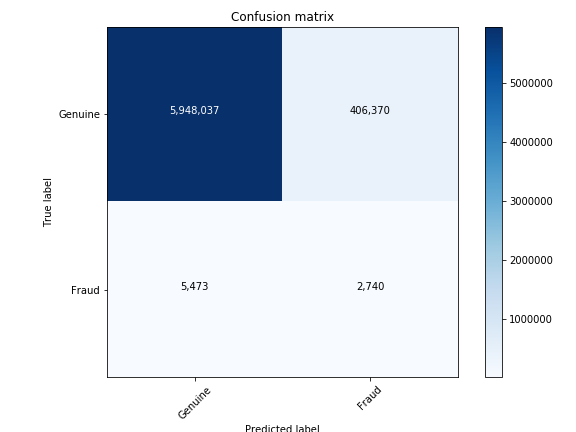 Confusion matrix
True label
Genuine
5,948,037
406,370
Fraud
5,473
2,740
Genuine
Fraud
Predicted label
5000000
4000000
3000000
2000000
1000000